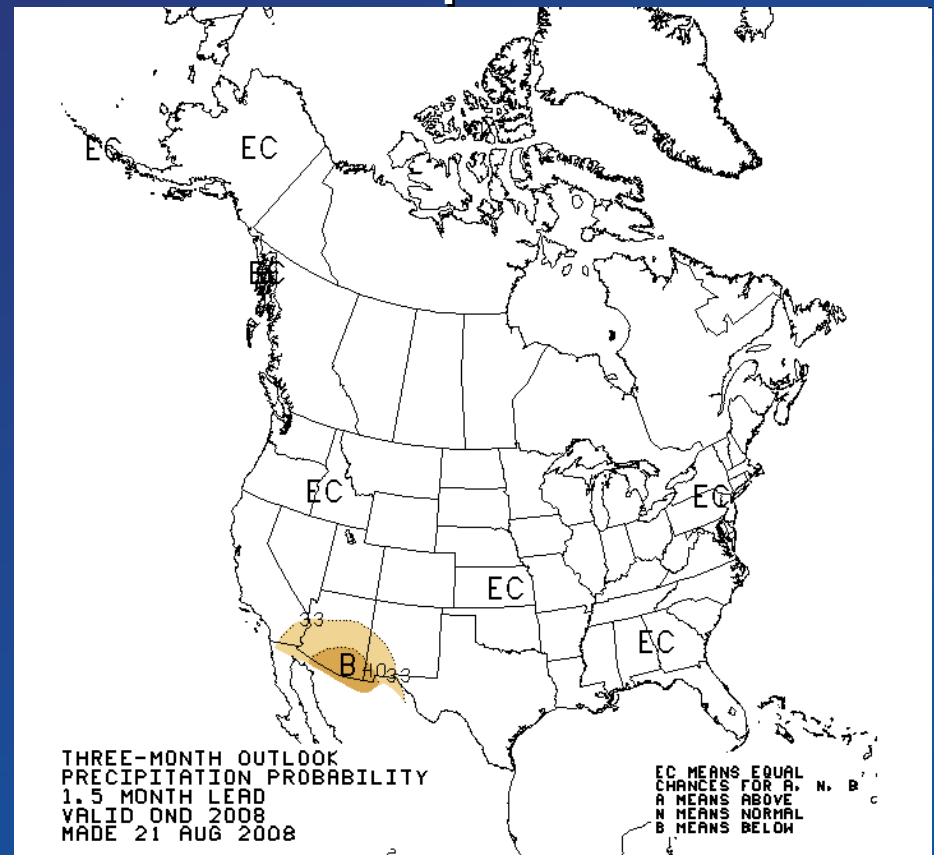 EC
EC
EC
EC
EC
EC
EC
33
B 40 33
THREE-MONTH OUTLOOK
PRECIPITATION PROBABILITY
1.5 MONTH LEAD
VALID OND 2008
MADE 21 AUG 2008
EC MEANS EQUAL
CHANCES FOR A, N, B
A MEANS ABOVE
N MEANS NORMAL
B MEANS BELOW